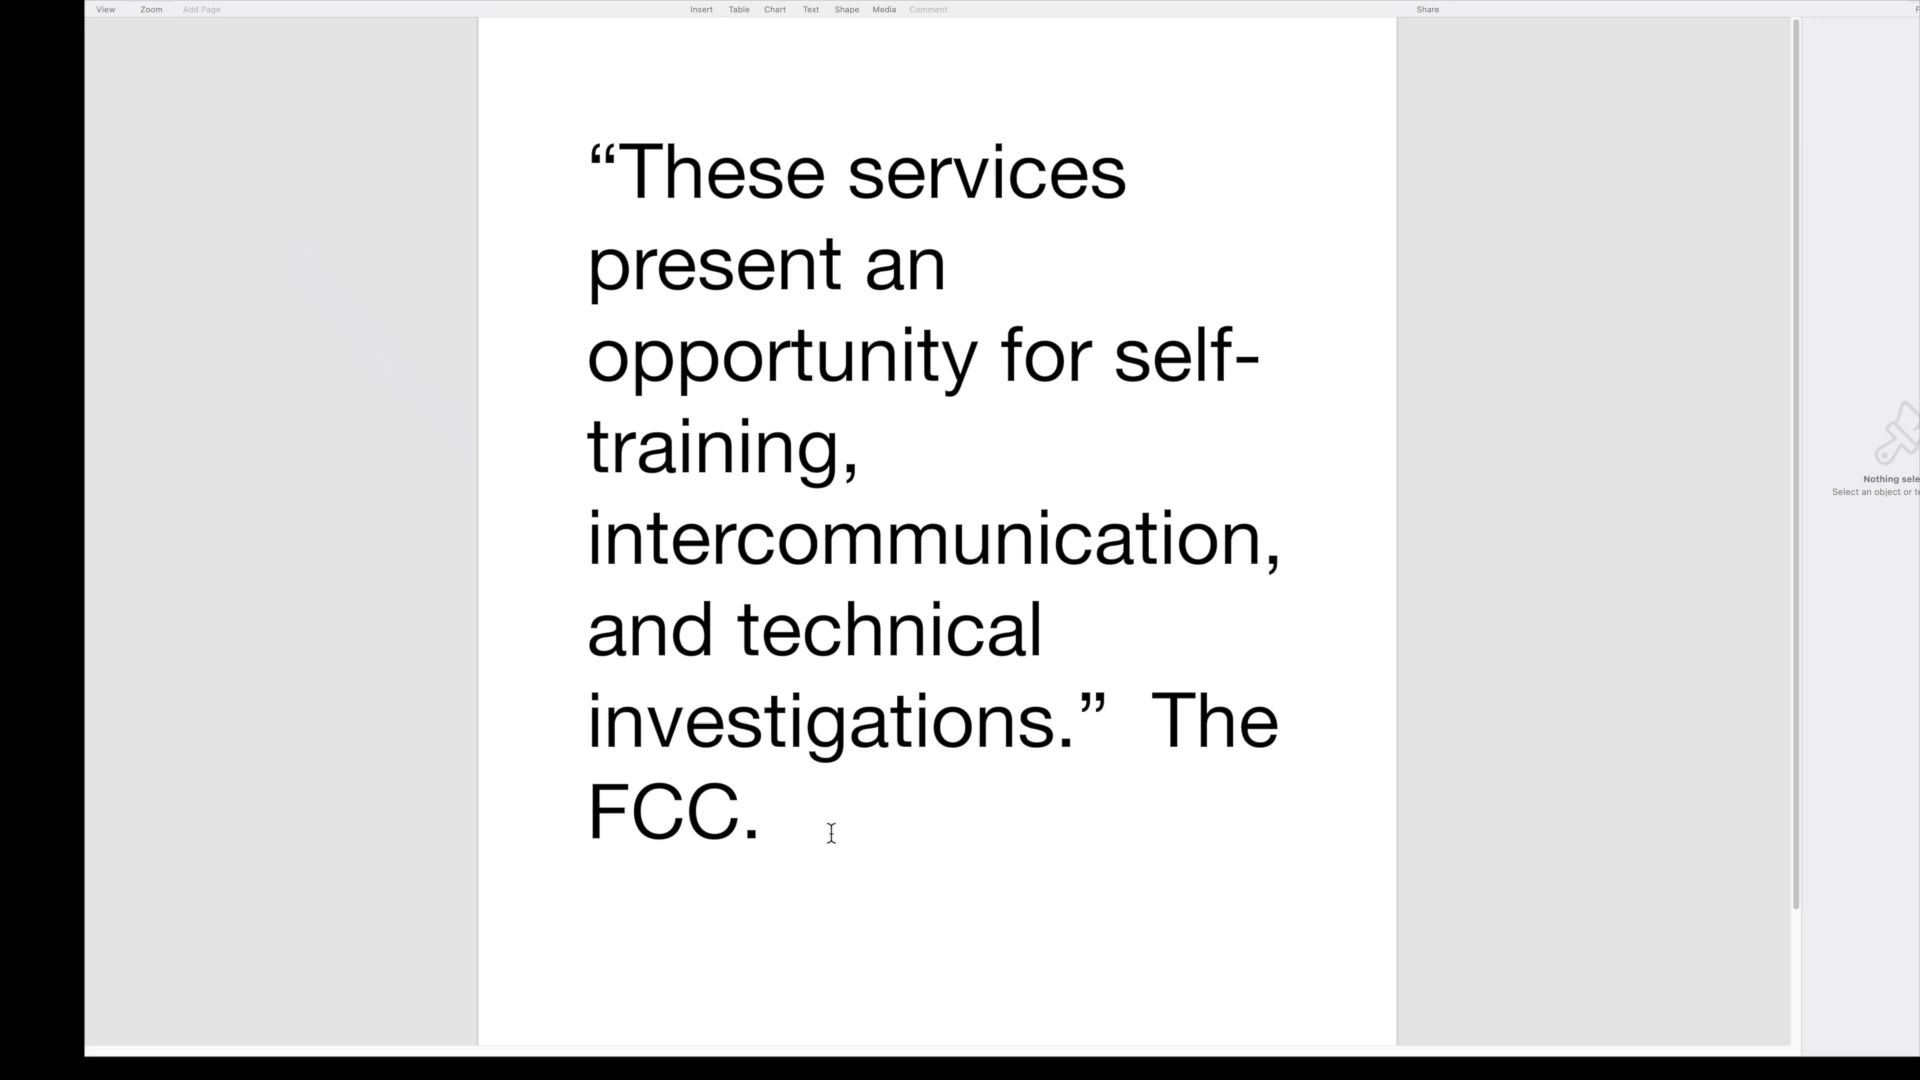 View Zoom Add Page Insert Table Chart Text Shape Media Comment Share
“These services
present an
opportunity for self-
training,
intercommunication,
and technical
investigations.”  The
FCC.
Nothing
Select an object or